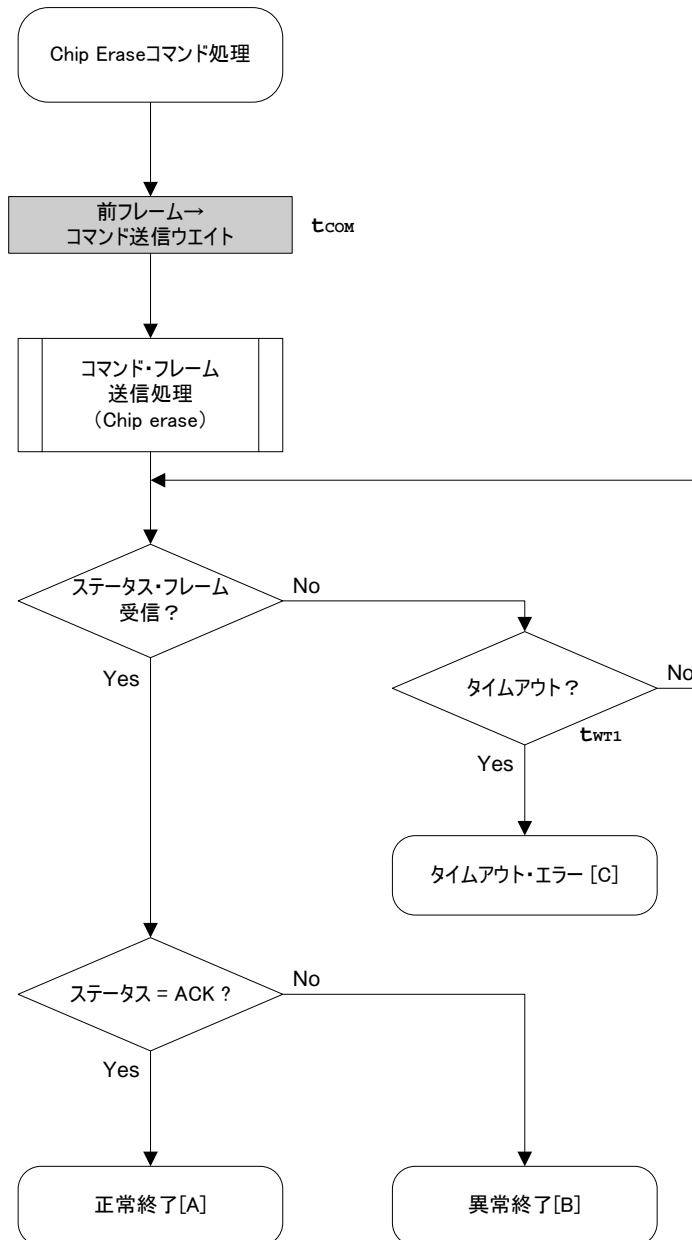 Chip Eraseコマンド処理
前フレーム→
コマンド送信ウエイト
tCOM
コマンド・フレーム
送信処理
（Chip erase）
ステータス・フレーム
受信？
No
Yes
タイムアウト？
No
tWT1
Yes
タイムアウト・エラー [C]
ステータス = ACK ?
No
Yes
正常終了[A]
異常終了[B]